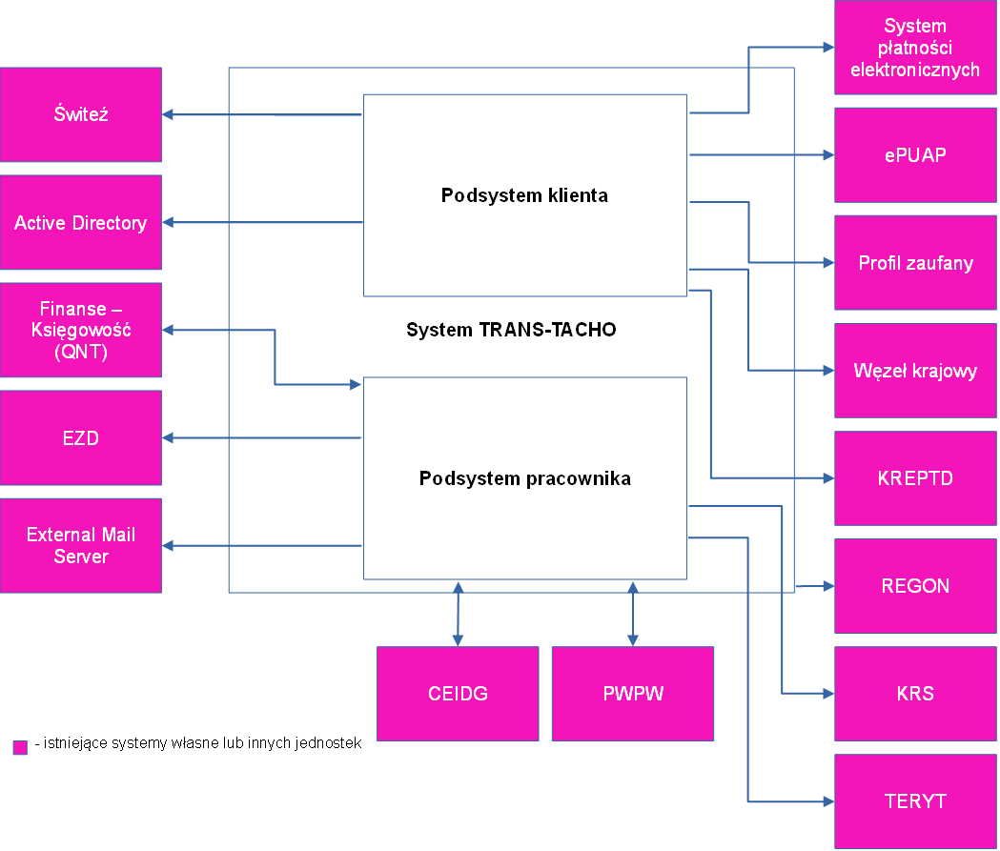 System
płatności
elektronicznych
Świteź
ePUAP
Podsystem klienta
Active Directory
Profil zaufany
Finanse –
Księgowość
(QNT)
System TRANS-TACHO
Węzeł krajowy
EZD
Podsystem pracownika
KREPTD
External Mail
Server
REGON
CEIDG
PWPW
KRS
- istniejące systemy własne lub innych jednostek
TERYT